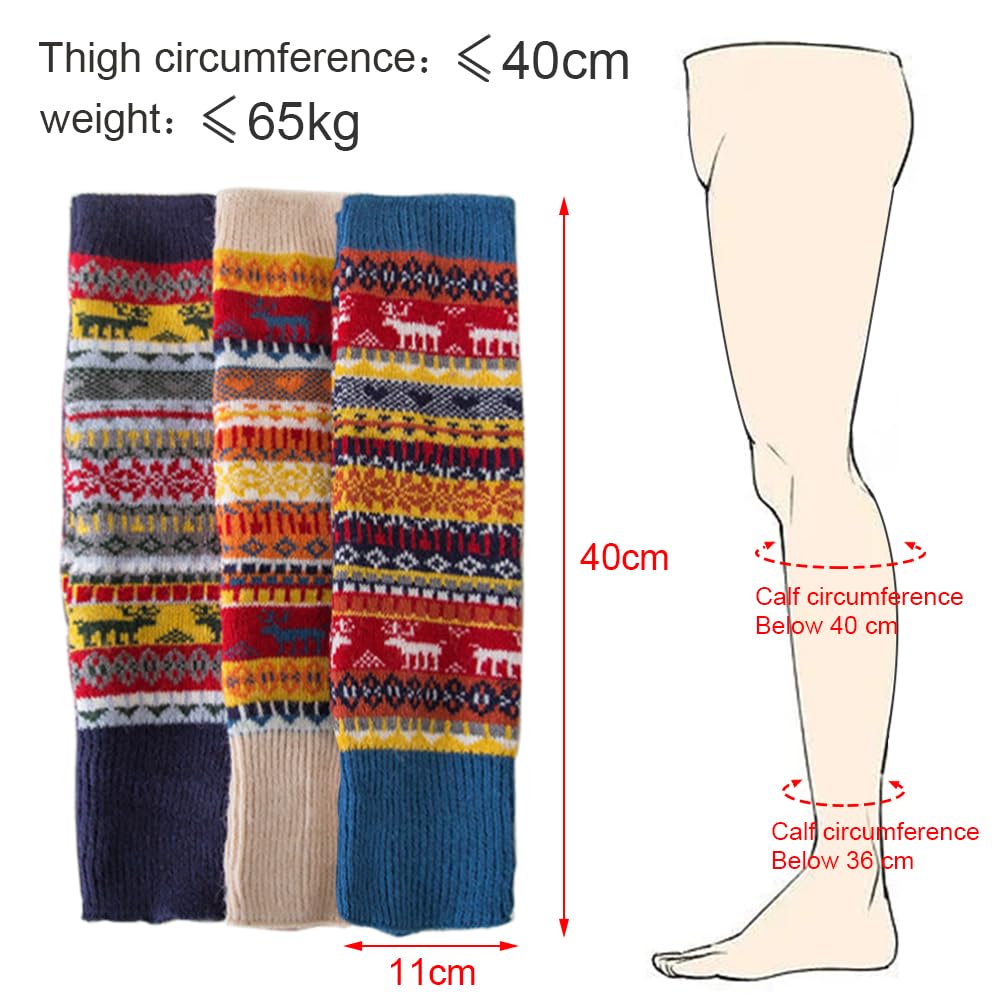 Thigh circumference: ≤40cm
weight: ≤65kg
40cm
Calf circumference
Below 40 cm
Calf circumference
Below 36 cm
11cm